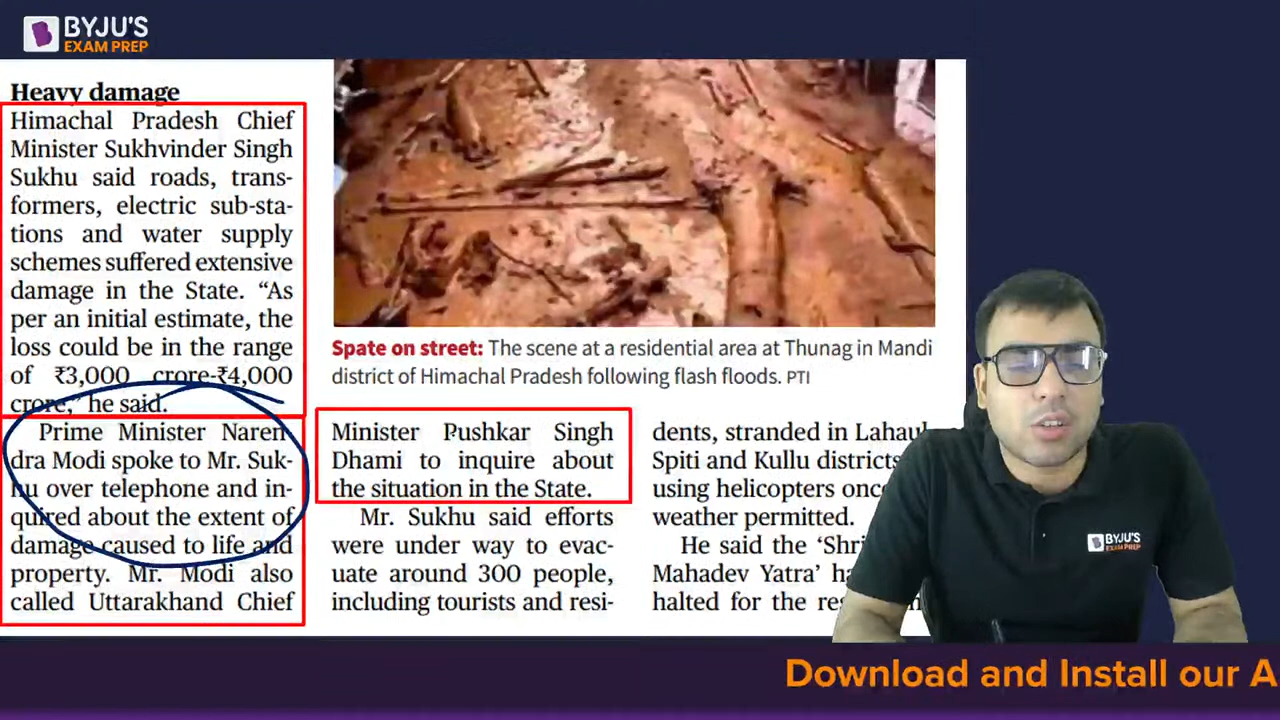 BYJU'S
EXAM PREP
Heavy damage
Himachal Pradesh Chief
Minister Sukhvinder Singh
Sukhu said roads, trans-
formers, electric sub-sta-
tions and water supply
schemes suffered extensive
damage in the State. “As
per an initial estimate, the
loss could be in the range
of ₹3,000 crore-₹4,000
crore,” he said.
Prime Minister Naren-
dra Modi spoke to Mr. Suk-
hu over telephone and in-
quired about the extent of
damage caused to life and
property. Mr. Modi also
called Uttarakhand Chief
Spate on street: The scene at a residential area at Thunag in Mandi
district of Himachal Pradesh following flash floods. PTI
Minister Pushkar Singh
Dhami to inquire about
the situation in the State.
Mr. Sukhu said efforts
were under way to evac-
uate around 300 people,
including tourists and resi-
dents, stranded in Lahaul
Spiti and Kullu districts
using helicopters once
weather permitted.
He said the ‘Shri
Mahadev Yatra’
halted for the
BYJU'S
EXAM PREP
Download and Install our A